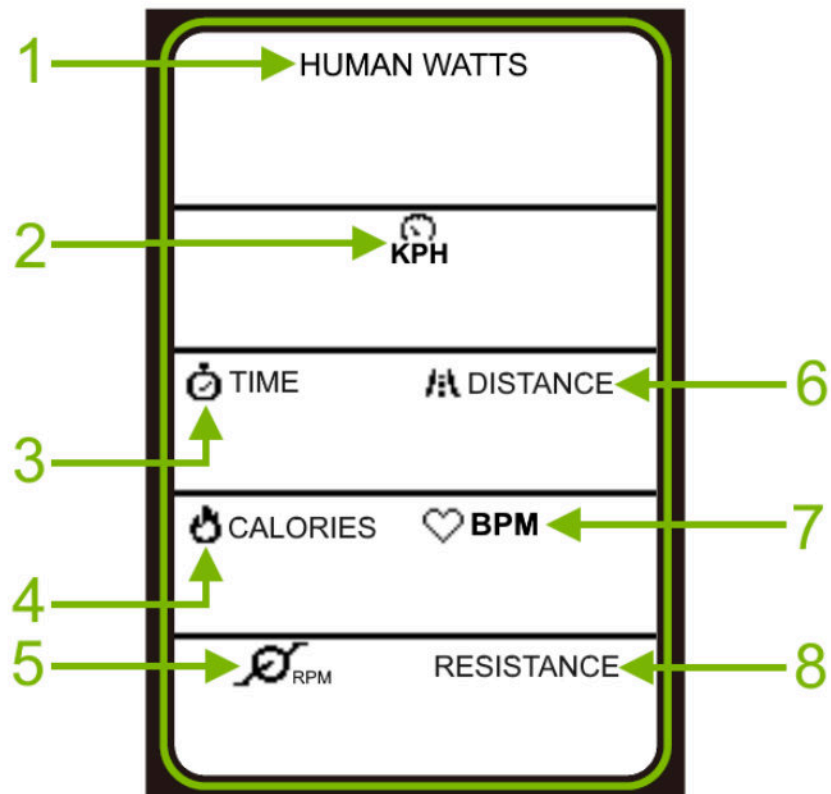 1 HUMAN WATTS
2 KPH
TIME DISTANCE 6
3
CALORIES BPM 7
4
5 RPM RESISTANCE 8